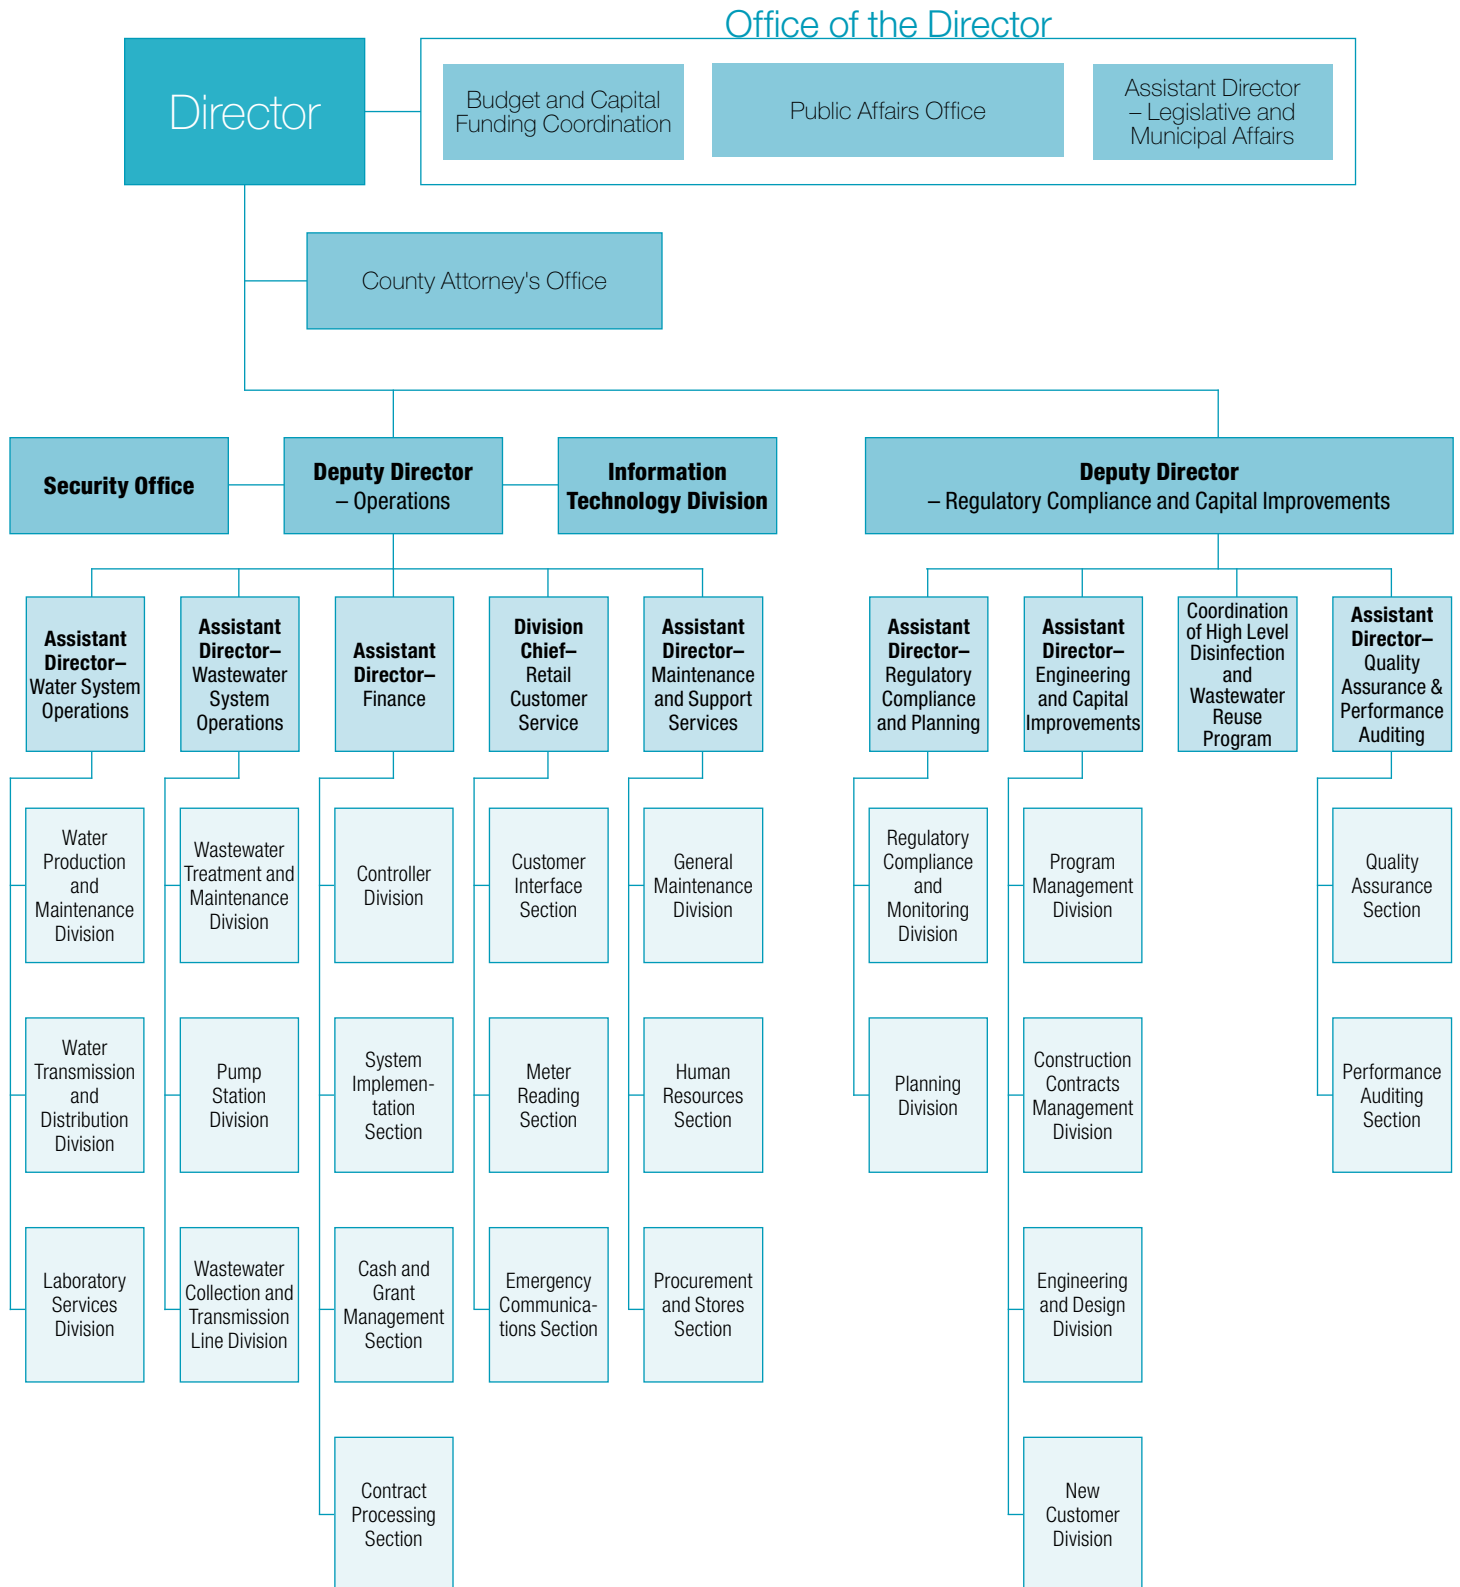 Office of the Director
Director
Budget and Capital
Funding Coordination
Public Affairs Office
Assistant Director
– Legislative and
Municipal Affairs
County Attorney's Office
Security Office
Deputy Director
– Operations
Information
Technology Division
Deputy Director
– Regulatory Compliance and Capital Improvements
Assistant
Director–
Water System
Operations
Assistant
Director–
Wastewater
System
Operations
Assistant
Director–
Finance
Division
Chief–
Retail
Customer
Service
Assistant
Director–
Maintenance
and Support
Services
Assistant
Director–
Regulatory
Compliance
and Planning
Assistant
Director–
Engineering
and Capital
Improvements
Coordination
of High Level
Disinfection
and
Wastewater
Reuse
Program
Assistant
Director–
Quality
Assurance &
Performance
Auditing
Water
Production
and
Maintenance
Division
Wastewater
Treatment and
Maintenance
Division
Controller
Division
Customer
Interface
Section
General
Maintenance
Division
Regulatory
Compliance
and
Monitoring
Division
Program
Management
Division
Quality
Assurance
Section
Water
Transmission
and
Distribution
Division
Pump
Station
Division
System
Implemen-
tation
Section
Meter
Reading
Section
Human
Resources
Section
Planning
Division
Construction
Contracts
Management
Division
Performance
Auditing
Section
Laboratory
Services
Division
Wastewater
Collection and
Transmission
Line Division
Cash and
Grant
Management
Section
Emergency
Communica-
tions Section
Procurement
and Stores
Section
Engineering
and Design
Division
Contract
Processing
Section
New
Customer
Division